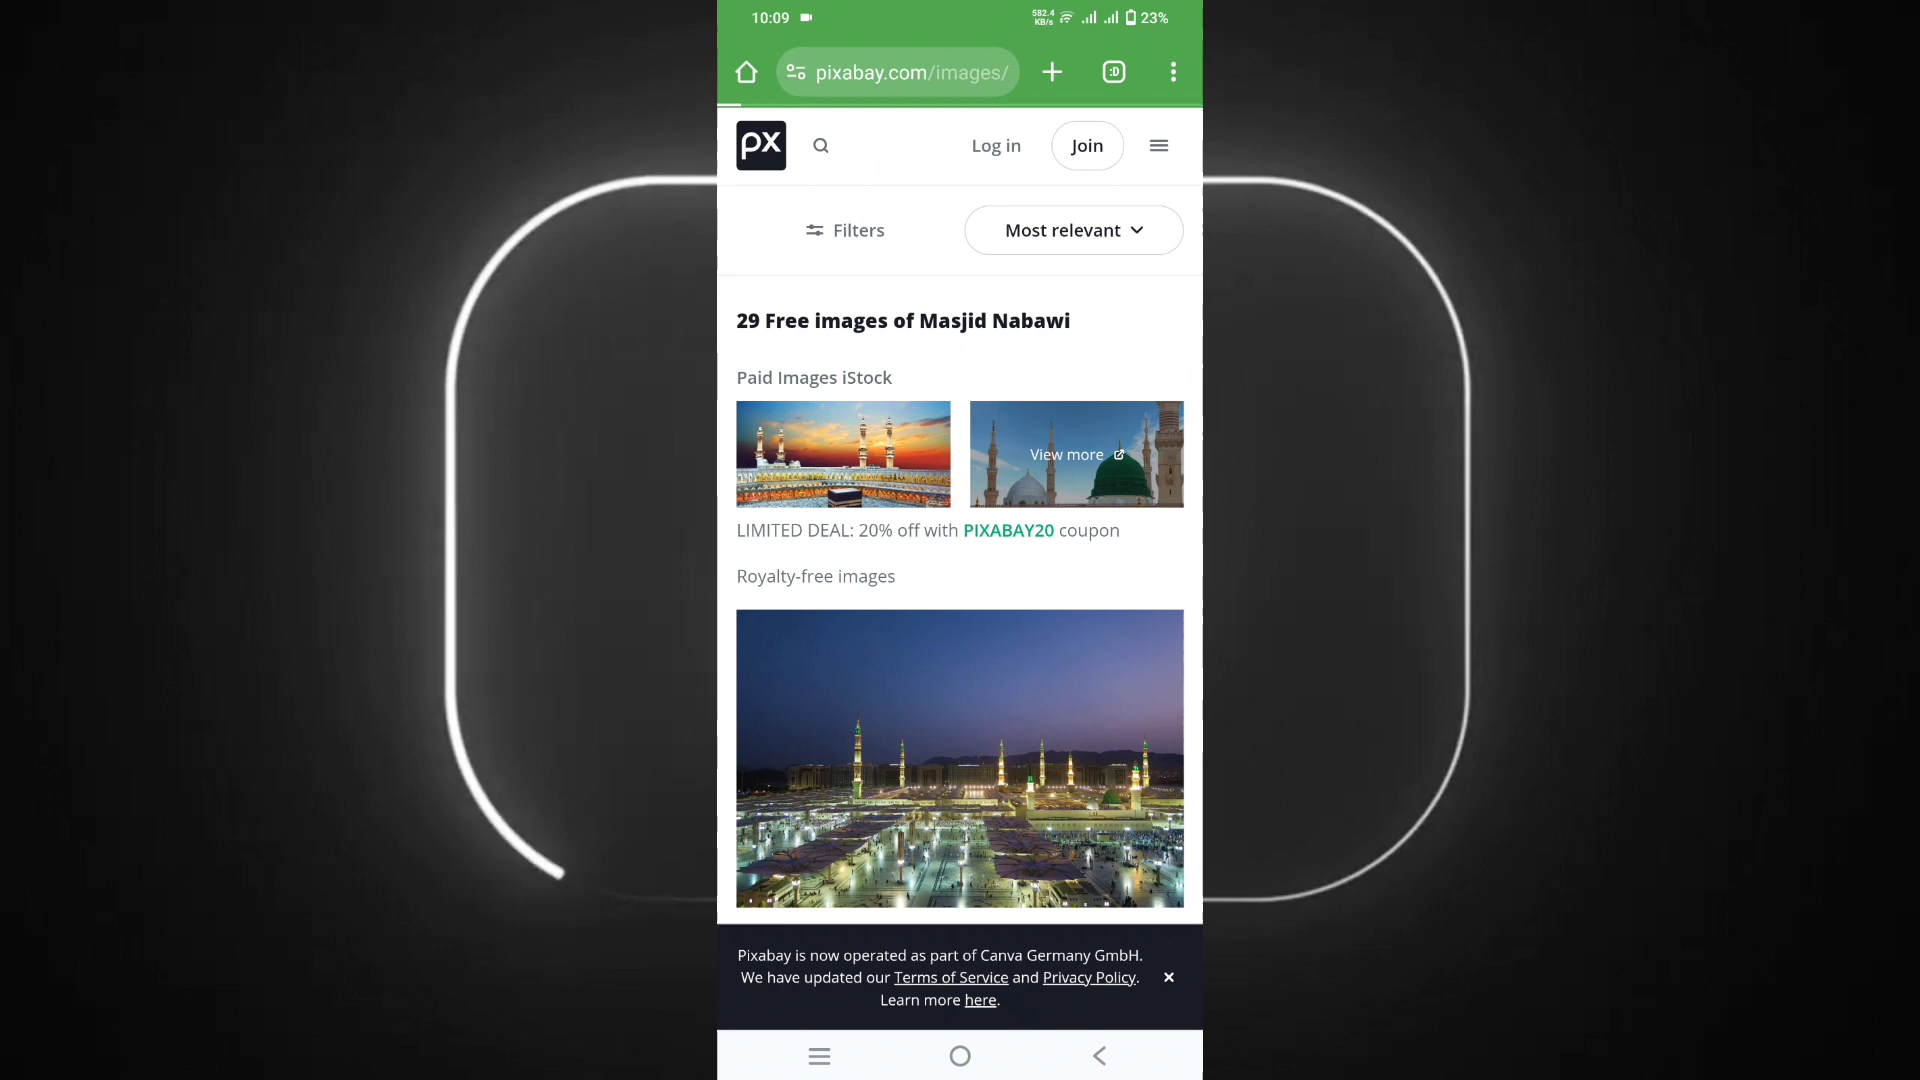 10:09
582.4
KB/s
23%
pixabay.com/images/
:D
px
Log in
Join
Filters
Most relevant
29 Free images of Masjid Nabawi
Paid Images iStock
View more
LIMITED DEAL: 20% off with PIXABAY20 coupon
Royalty-free images
Pixabay is now operated as part of Canva Germany GmbH.
We have updated our Terms of Service and Privacy Policy.
Learn more here.